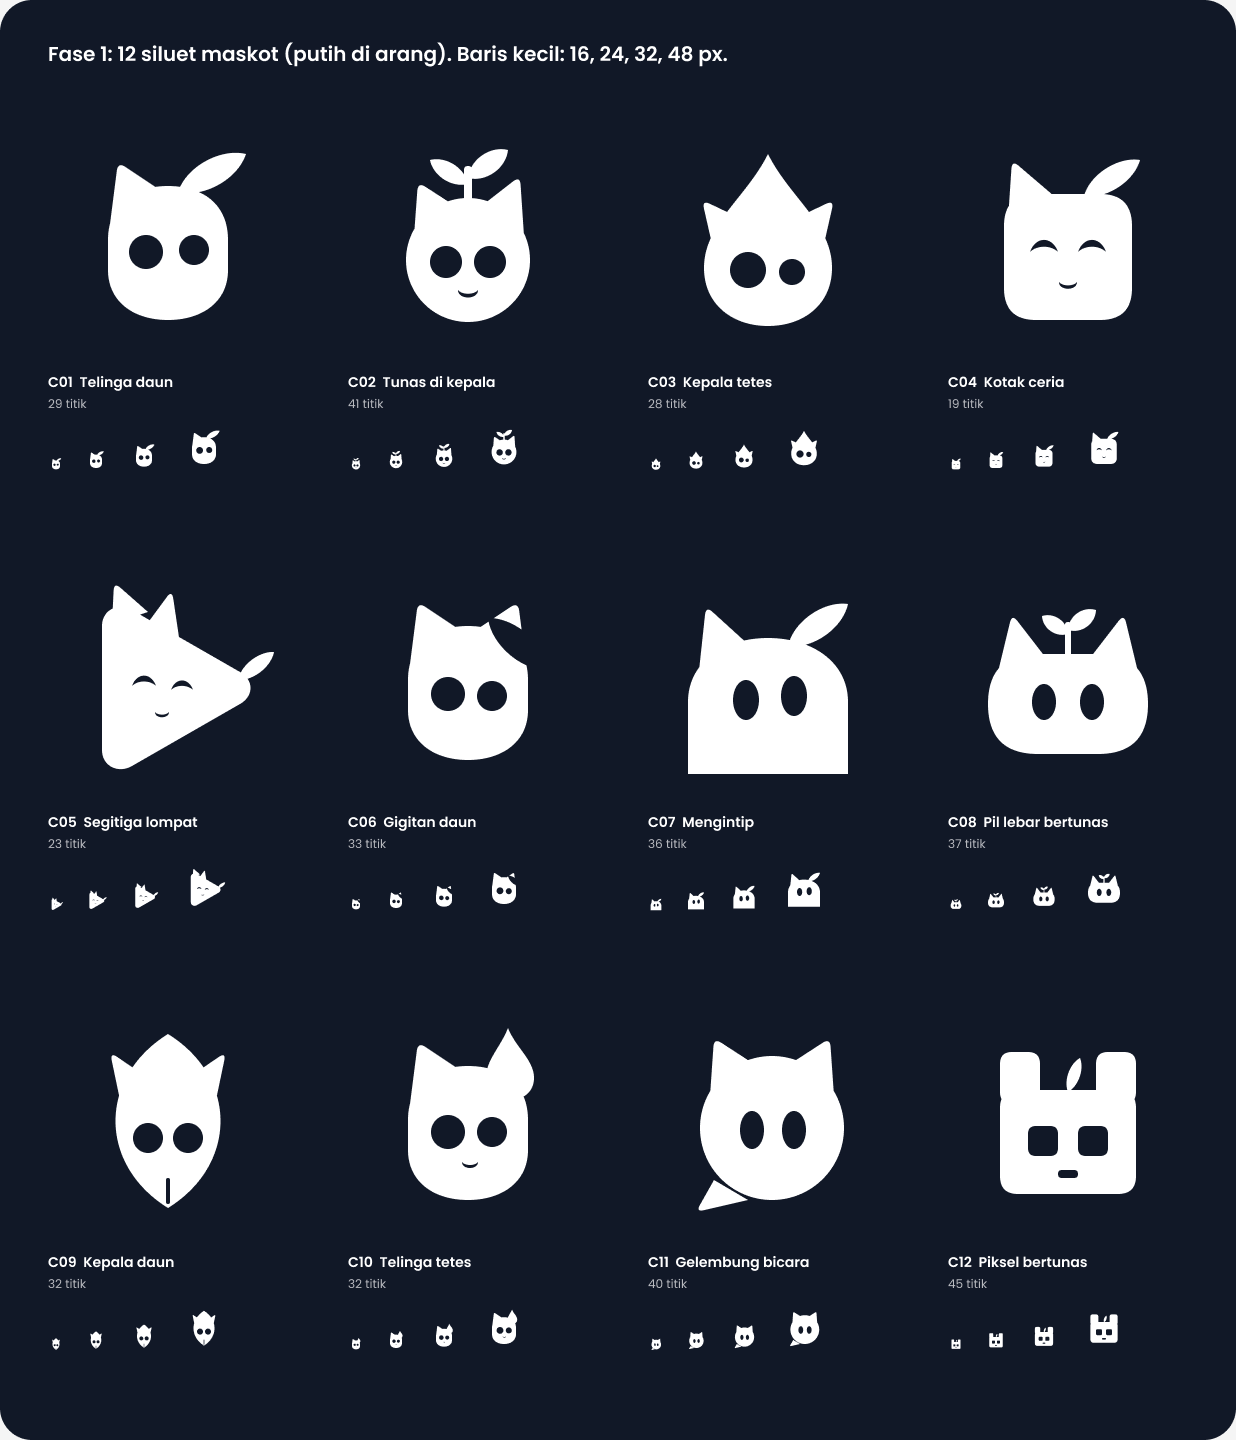 Fase 1: 12 siluet maskot (putih di arang). Baris kecil: 16, 24, 32, 48 px.
C01 Telinga daun
29 titik
C02 Tunas di kepala
41 titik
C03 Kepala tetes
28 titik
C04 Kotak ceria
19 titik
C05 Segitiga lompat
23 titik
C06 Gigitan daun
33 titik
C07 Mengintip
36 titik
C08 Pil lebar bertunas
37 titik
C09 Kepala daun
32 titik
C10 Telinga tetes
32 titik
C11 Gelembung bicara
40 titik
C12 Piksel bertunas
45 titik